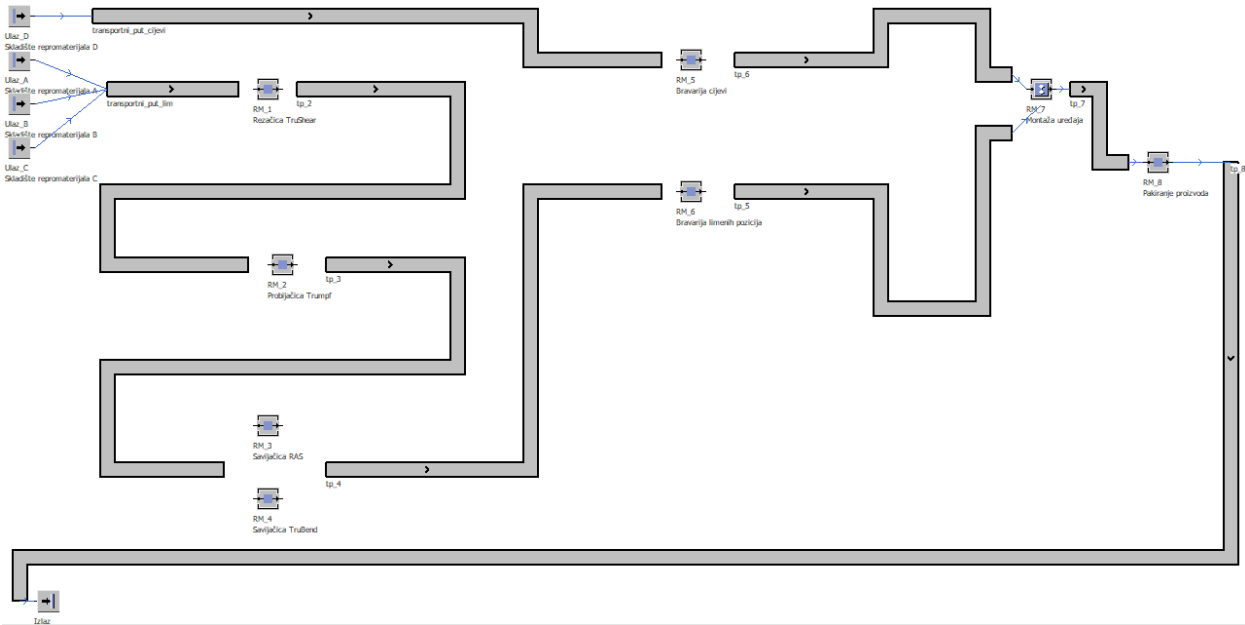 Ulaz_D
Skladište repromaterijala D
transportni_put_cijevi
Ulaz_A
Skladište repromaterijala A
transportni_put_lim
Ulaz_B
Skladište repromaterijala B
Ulaz_C
Skladište repromaterijala C
RM_1
Rezačica TruShear
tp_2
RM_5
Bravarija cijevi
tp_6
RM_7
Montaža uređaja
tp_7
RM_8
Pakiranje proizvoda
tp_8
RM_6
Bravarija limenih pozicija
tp_5
RM_2
Probijačica Trumpf
tp_3
RM_3
Savijačica RAS
tp_4
RM_4
Savijačica TruBend
Izlaz